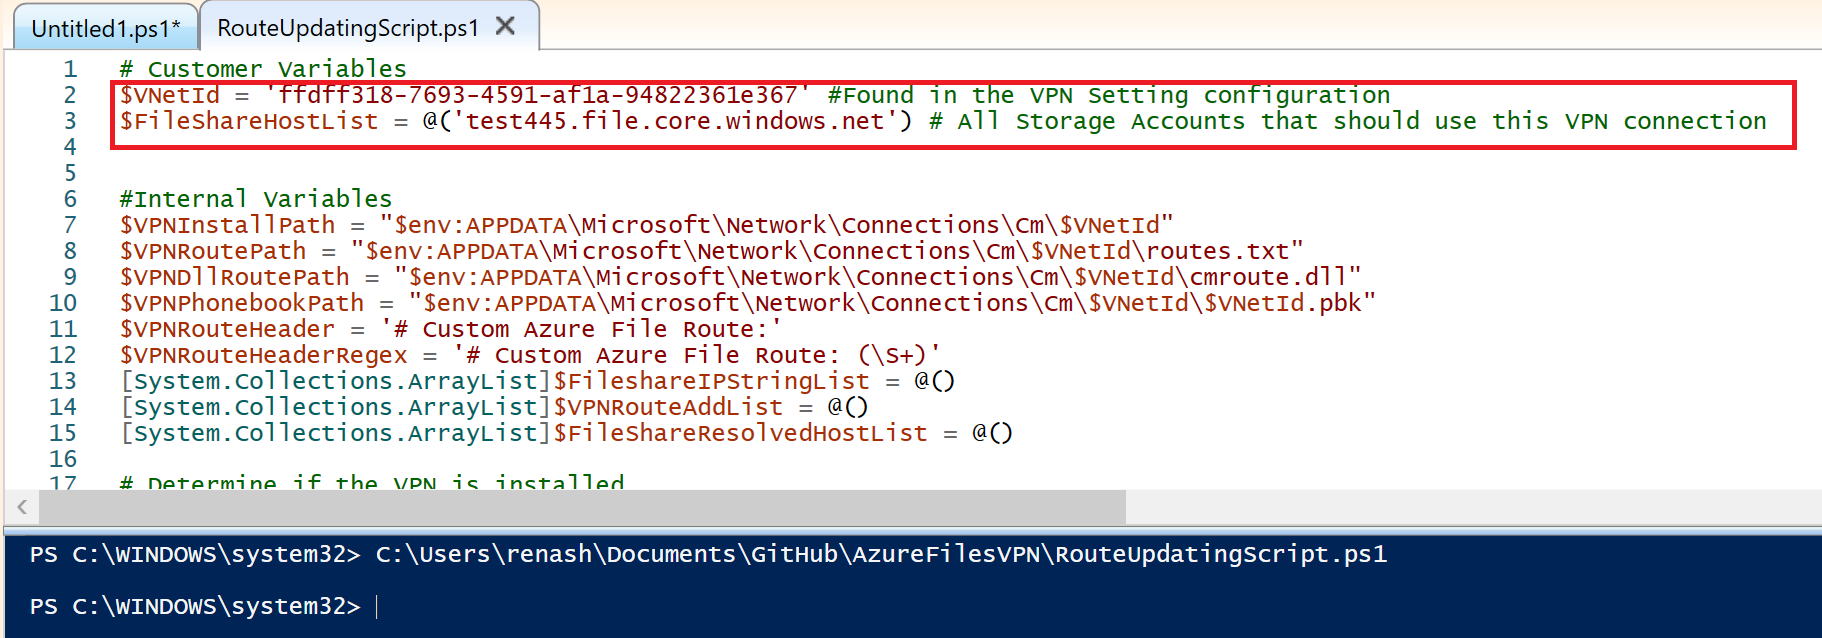 Untitled1.ps1*
RouteUpdatingScript.ps1
1 # Customer Variables
2 $VNetId = 'ffdff318-7693-4591-af1a-94822361e367' #Found in the VPN Setting configuration
3 $FileShareHostList = @('test445.file.core.windows.net') # All Storage Accounts that should use this VPN connection
4
5
6 #Internal Variables
7 $VPNInstallPath = "$env:APPDATA\Microsoft\Network\Connections\Cm\$VNetId"
8 $VPNRoutePath = "$env:APPDATA\Microsoft\Network\Connections\Cm\$VNetId\routes.txt"
9 $VPNDllRoutePath = "$env:APPDATA\Microsoft\Network\Connections\Cm\$VNetId\cmroute.dll"
10 $VPNPhonebookPath = "$env:APPDATA\Microsoft\Network\Connections\Cm\$VNetId\$VNetId.pbk"
11 $VPNRouteHeader = '# Custom Azure File Route:'
12 $VPNRouteHeaderRegex = '# Custom Azure File Route: (\S+)'
13 [System.Collections.ArrayList]$FileshareIPStringList = @()
14 [System.Collections.ArrayList]$VPNRouteAddList = @()
15 [System.Collections.ArrayList]$FileShareResolvedHostList = @()
16
17 # Determine if the VPN is installed
PS C:\WINDOWS\system32> C:\Users\renash\Documents\GitHub\AzureFilesVPN\RouteUpdatingScript.ps1
PS C:\WINDOWS\system32>